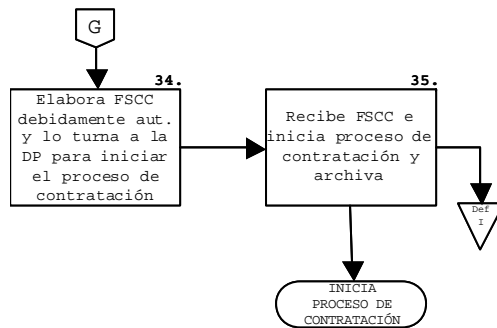 G
34.
Elabora FSCC
debidamente aut.
y lo turna a la
DP para iniciar
el proceso de
contratación
35.
Recibe FSCC e
inicia proceso de
contratación y
archiva
Def
I
INICIA
PROCESO DE
CONTRATACIÓN